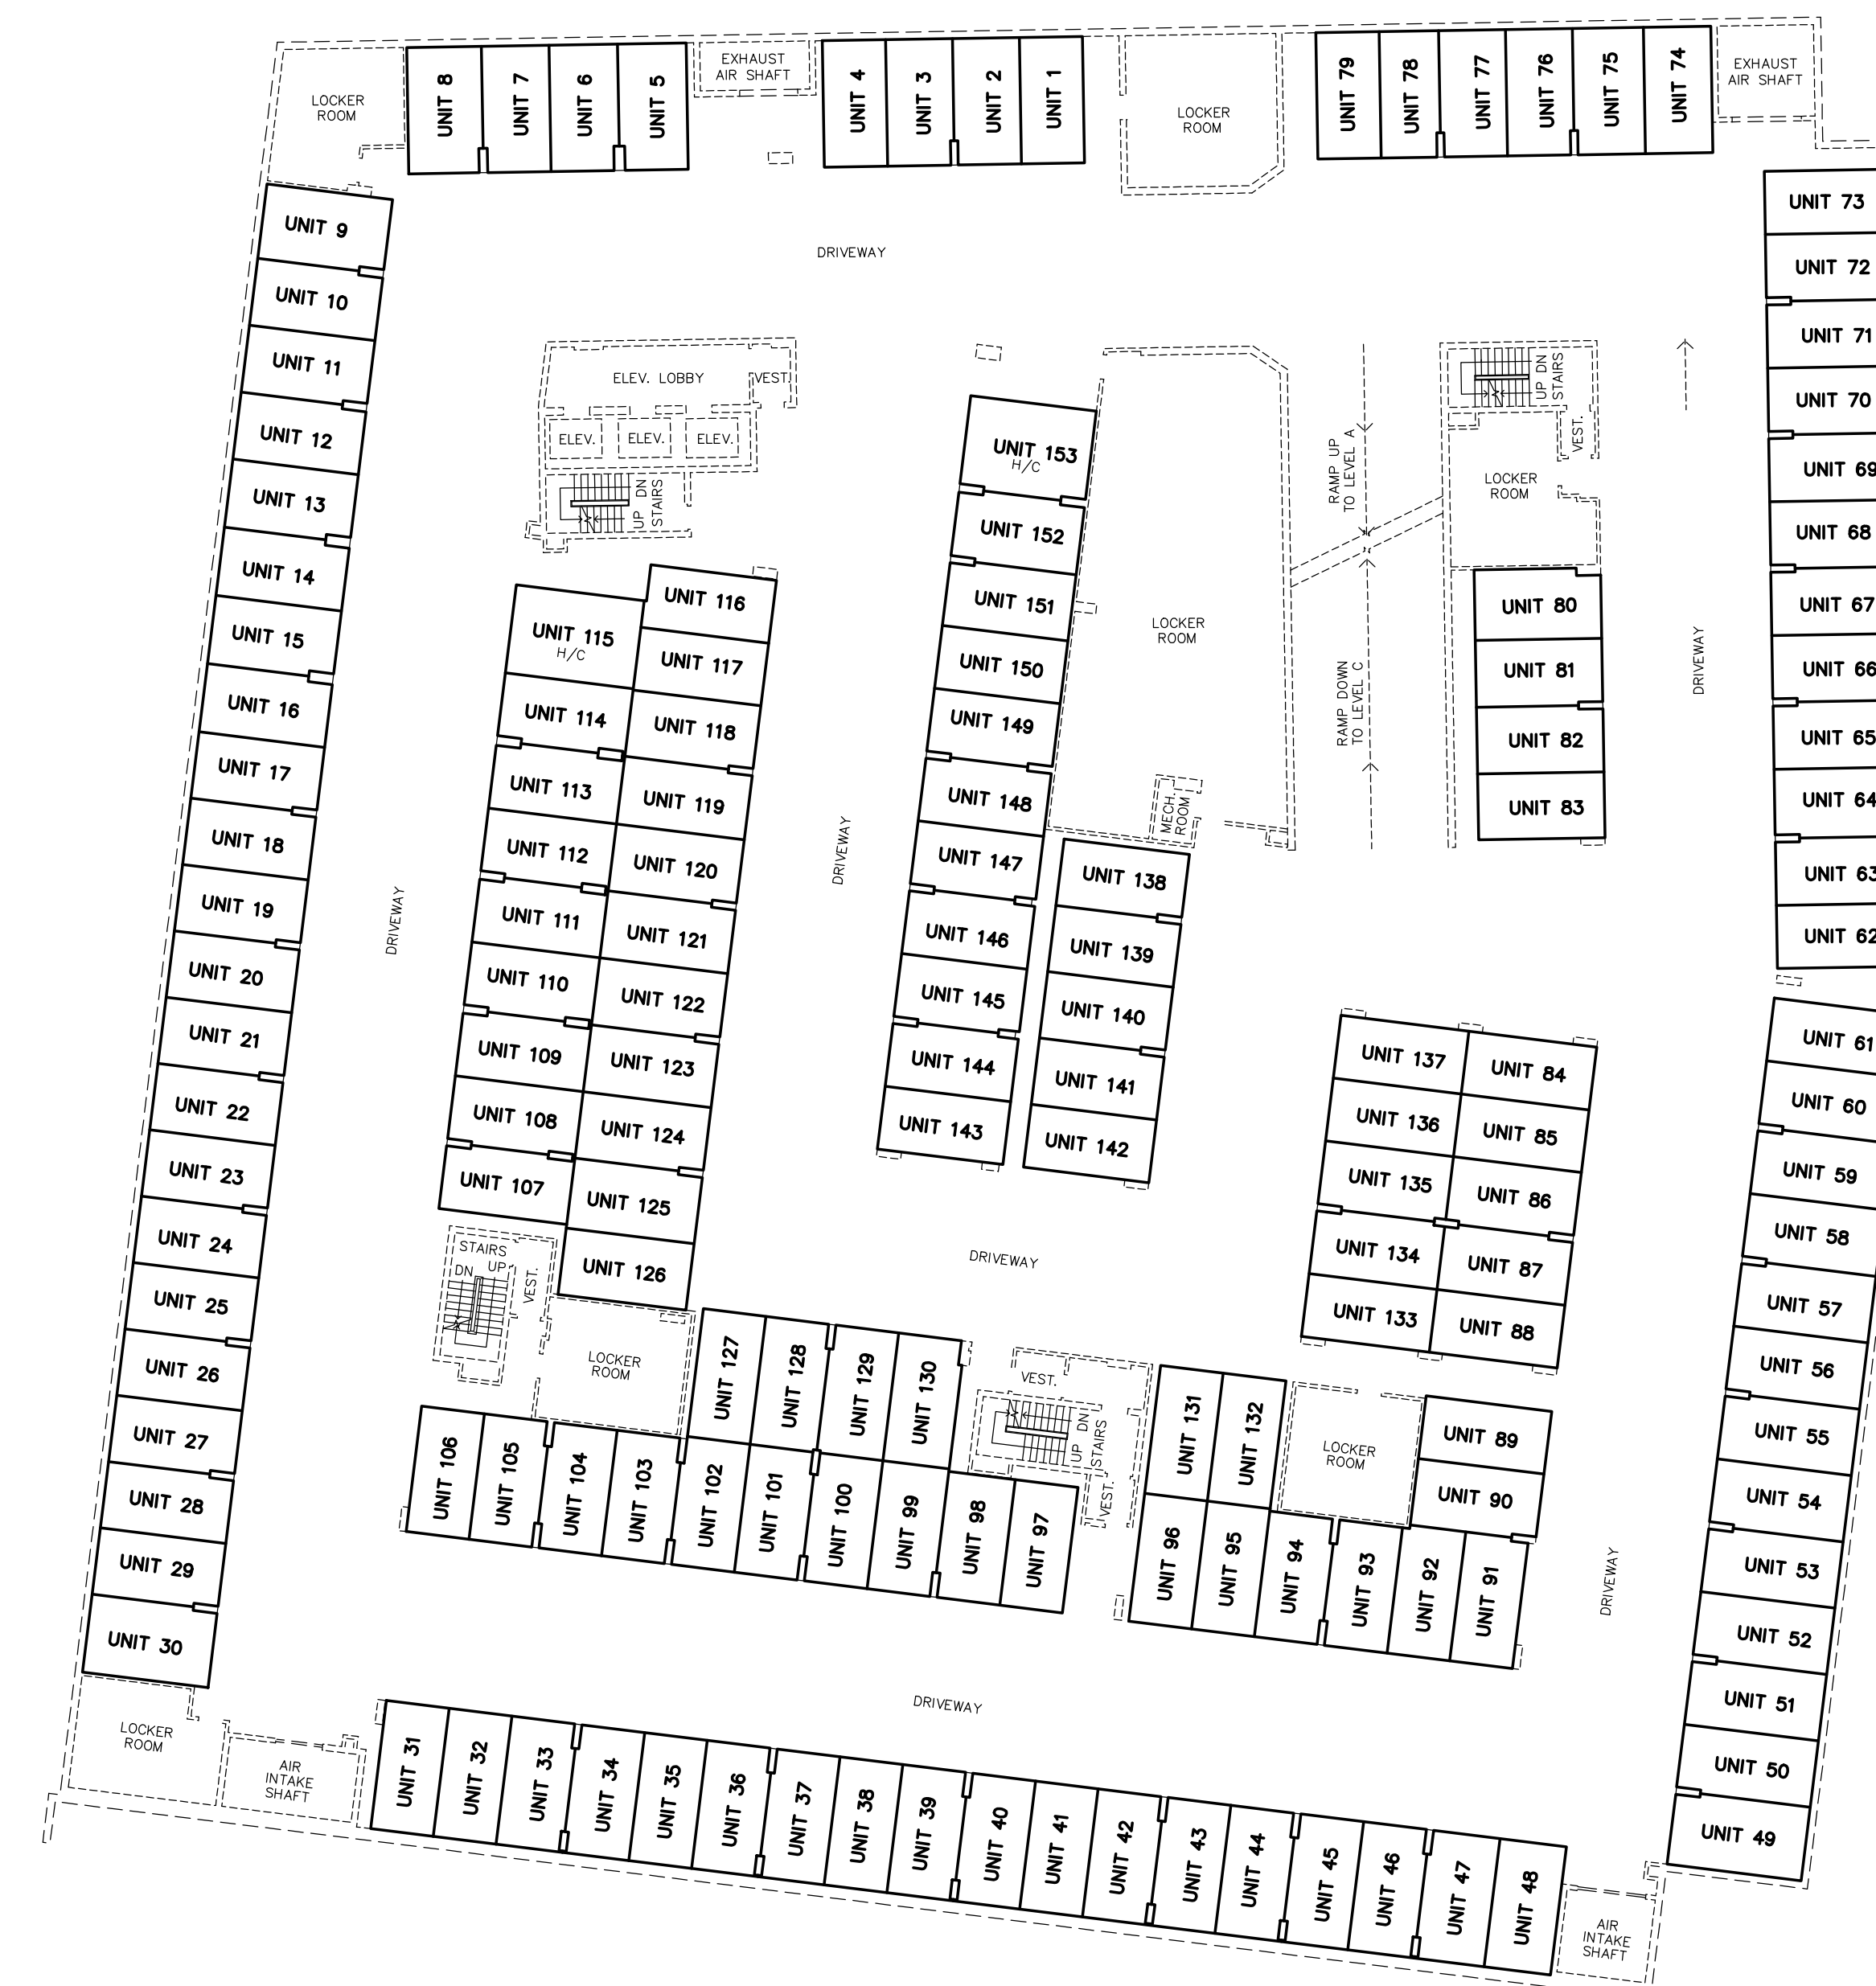 LOCKER
ROOM
UNIT 8
UNIT 7
UNIT 6
UNIT 5
EXHAUST
AIR SHAFT
UNIT 4
UNIT 3
UNIT 2
UNIT 1
LOCKER
ROOM
UNIT 79
UNIT 78
UNIT 77
UNIT 76
UNIT 75
UNIT 74
EXHAUST
AIR SHAFT
UNIT 9
UNIT 10
UNIT 11
UNIT 12
UNIT 13
UNIT 14
UNIT 15
UNIT 16
UNIT 17
UNIT 18
UNIT 19
UNIT 20
UNIT 21
UNIT 22
UNIT 23
UNIT 24
UNIT 25
UNIT 26
UNIT 27
UNIT 28
UNIT 29
UNIT 30
LOCKER
ROOM
AIR
INTAKE
SHAFT
DRIVEWAY
DRIVEWAY
ELEV. LOBBY
VEST.
ELEV.
ELEV.
ELEV.
UP DN
STAIRS
UNIT 115
H/C
UNIT 114
UNIT 113
UNIT 112
UNIT 111
UNIT 110
UNIT 109
UNIT 108
UNIT 107
UNIT 116
UNIT 117
UNIT 118
UNIT 119
UNIT 120
UNIT 121
UNIT 122
UNIT 123
UNIT 124
UNIT 125
UNIT 126
DRIVEWAY
UNIT 153
H/C
UNIT 152
UNIT 151
UNIT 150
UNIT 149
UNIT 148
UNIT 147
UNIT 146
UNIT 145
UNIT 144
UNIT 143
LOCKER
ROOM
MECH.
ROOM
UNIT 138
UNIT 139
UNIT 140
UNIT 141
UNIT 142
RAMP UP
TO LEVEL A
RAMP DOWN
TO LEVEL C
UP DN
STAIRS
VEST.
LOCKER
ROOM
UNIT 80
UNIT 81
UNIT 82
UNIT 83
DRIVEWAY
UNIT 73
UNIT 72
UNIT 71
UNIT 70
UNIT 69
UNIT 68
UNIT 67
UNIT 66
UNIT 65
UNIT 64
UNIT 63
UNIT 62
UNIT 61
UNIT 60
UNIT 59
UNIT 58
UNIT 57
UNIT 56
UNIT 55
UNIT 54
UNIT 53
UNIT 52
UNIT 51
UNIT 50
UNIT 49
UNIT 137
UNIT 136
UNIT 135
UNIT 134
UNIT 133
UNIT 84
UNIT 85
UNIT 86
UNIT 87
UNIT 88
DRIVEWAY
STAIRS
DN UP
VEST.
LOCKER
ROOM
UNIT 127
UNIT 128
UNIT 129
UNIT 130
VEST.
UP DN
STAIRS
VEST.
UNIT 131
UNIT 132
LOCKER
ROOM
UNIT 89
UNIT 90
UNIT 106
UNIT 105
UNIT 104
UNIT 103
UNIT 102
UNIT 101
UNIT 100
UNIT 99
UNIT 98
UNIT 97
UNIT 96
UNIT 95
UNIT 94
UNIT 93
UNIT 92
UNIT 91
DRIVEWAY
DRIVEWAY
UNIT 31
UNIT 32
UNIT 33
UNIT 34
UNIT 35
UNIT 36
UNIT 37
UNIT 38
UNIT 39
UNIT 40
UNIT 41
UNIT 42
UNIT 43
UNIT 44
UNIT 45
UNIT 46
UNIT 47
UNIT 48
AIR
INTAKE
SHAFT